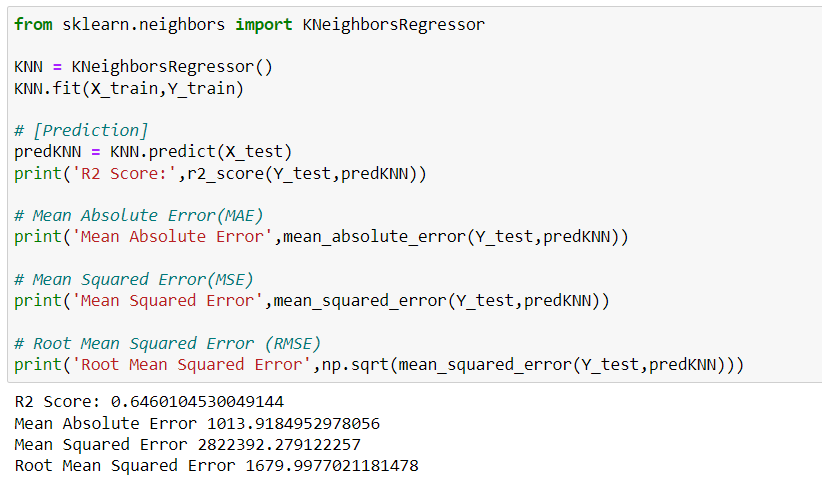 from sklearn.neighbors import KNeighborsRegressor
KNN = KNeighborsRegressor()
KNN.fit(X_train,Y_train)
# [Prediction]
predKNN = KNN.predict(X_test)
print('R2 Score:',r2_score(Y_test,predKNN))
# Mean Absolute Error(MAE)
print('Mean Absolute Error',mean_absolute_error(Y_test,predKNN))
# Mean Squared Error(MSE)
print('Mean Squared Error',mean_squared_error(Y_test,predKNN))
# Root Mean Squared Error (RMSE)
print('Root Mean Squared Error',np.sqrt(mean_squared_error(Y_test,predKNN)))
R2 Score: 0.6460104530049144
Mean Absolute Error 1013.9184952978056
Mean Squared Error 2822392.279122257
Root Mean Squared Error 1679.9977021181478